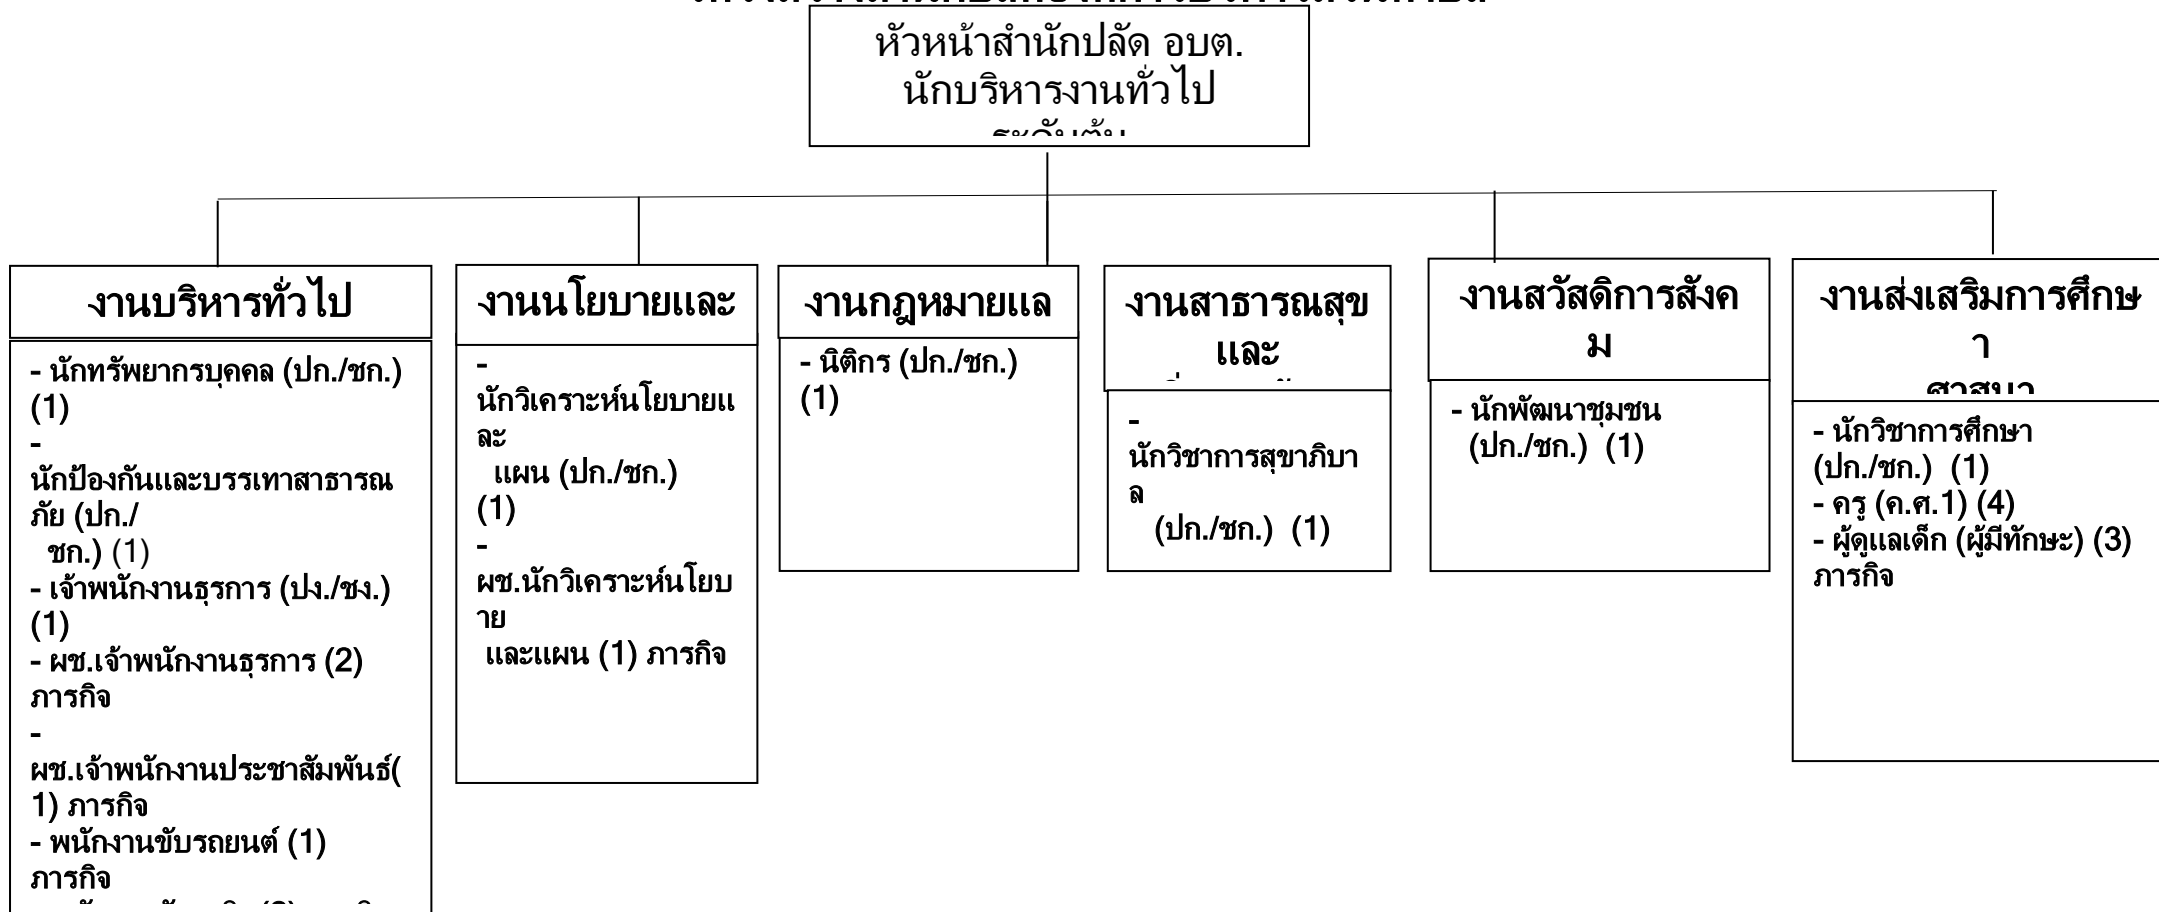 หัวหน้าสำนักปลัด อบต.
นักบริหารงานทั่วไป
ระดับต้น
งานบริหารทั่วไป
- นักทรัพยากรบุคคล (ปก./ชก.)
(1)
-
นักป้องกันและบรรเทาสาธารณ
ภัย (ปก./
ชก.) (1)
- เจ้าพนักงานธุรการ (ปง./ชง.)
(1)
- ผช.เจ้าพนักงานธุรการ (2)
ภารกิจ
-
ผช.เจ้าพนักงานประชาสัมพันธ์(
1) ภารกิจ
- พนักงานขับรถยนต์ (1)
ภารกิจ
งานนโยบายและ
-
นักวิเคราะห์นโยบายแ
ละ
แผน (ปก./ชก.)
(1)
-
ผช.นักวิเคราะห์นโยบ
าย
และแผน (1) ภารกิจ
งานกฎหมายแล
- นิติกร (ปก./ชก.)
(1)
งานสาธารณสุข
และ
-
นักวิชาการสุขาภิบา
ล
(ปก./ชก.) (1)
งานสวัสดิการสังค
ม
- นักพัฒนาชุมชน
(ปก./ชก.) (1)
งานส่งเสริมการศึกษ
า
ศาสนา
- นักวิชาการศึกษา
(ปก./ชก.) (1)
- ครู (ค.ศ.1) (4)
- ผู้ดูแลเด็ก (ผู้มีทักษะ) (3)
ภารกิจ